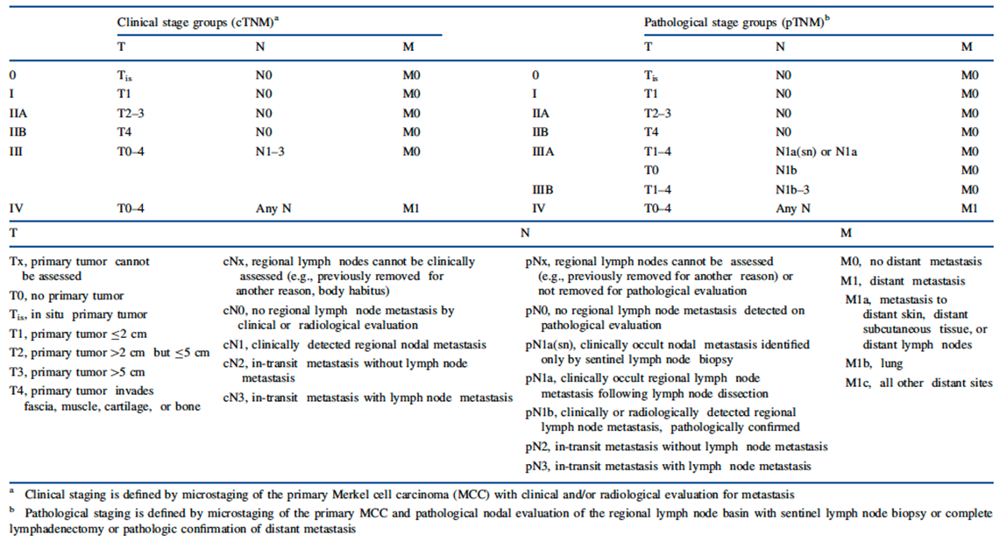 Clinical stage groups (cTNM)a Pathological stage groups (pTNM)b
T N M T N M
0 Tis N0 M0 0 Tis N0 M0
I T1 N0 M0 I T1 N0 M0
IIA T2–3 N0 M0 IIA T2–3 N0 M0
IIB T4 N0 M0 IIB T4 N0 M0
III T0–4 N1–3 M0 IIIA T1–4 N1a(sn) or N1a M0
T0 N1b M0
IIIB T1–4 N1b–3 M0
IV T0–4 Any N M1 IV T0–4 Any N M1
T N M
Tx, primary tumor cannot
be assessed
T0, no primary tumor
Tis, in situ primary tumor
T1, primary tumor ≤2 cm
T2, primary tumor >2 cm but ≤5 cm
T3, primary tumor >5 cm
T4, primary tumor invades
fascia, muscle, cartilage, or bone
cNx, regional lymph nodes cannot be clinically
assessed (e.g., previously removed for
another reason, body habitus)
cN0, no regional lymph node metastasis by
clinical or radiological evaluation
cN1, clinically detected regional nodal metastasis
cN2, in-transit metastasis without lymph node
metastasis
cN3, in-transit metastasis with lymph node metastasis
pNx, regional lymph nodes cannot be assessed
(e.g., previously removed for another reason) or
not removed for pathological evaluation
pN0, no regional lymph node metastasis detected on
pathological evaluation
pN1a(sn), clinically occult nodal metastasis identified
only by sentinel lymph node biopsy
pN1a, clinically occult regional lymph node
metastasis following lymph node dissection
pN1b, clinically or radiologically detected regional
lymph node metastasis, pathologically confirmed
pN2, in-transit metastasis without lymph node metastasis
pN3, in-transit metastasis with lymph node metastasis
M0, no distant metastasis
M1, distant metastasis
M1a, metastasis to
distant skin, distant
subcutaneous tissue, or
distant lymph nodes
M1b, lung
M1c, all other distant sites
a Clinical staging is defined by microstaging of the primary Merkel cell carcinoma (MCC) with clinical and/or radiological evaluation for metastasis
b Pathological staging is defined by microstaging of the primary MCC and pathological nodal evaluation of the regional lymph node basin with sentinel lymph node biopsy or complete
lymphadenectomy or pathologic confirmation of distant metastasis